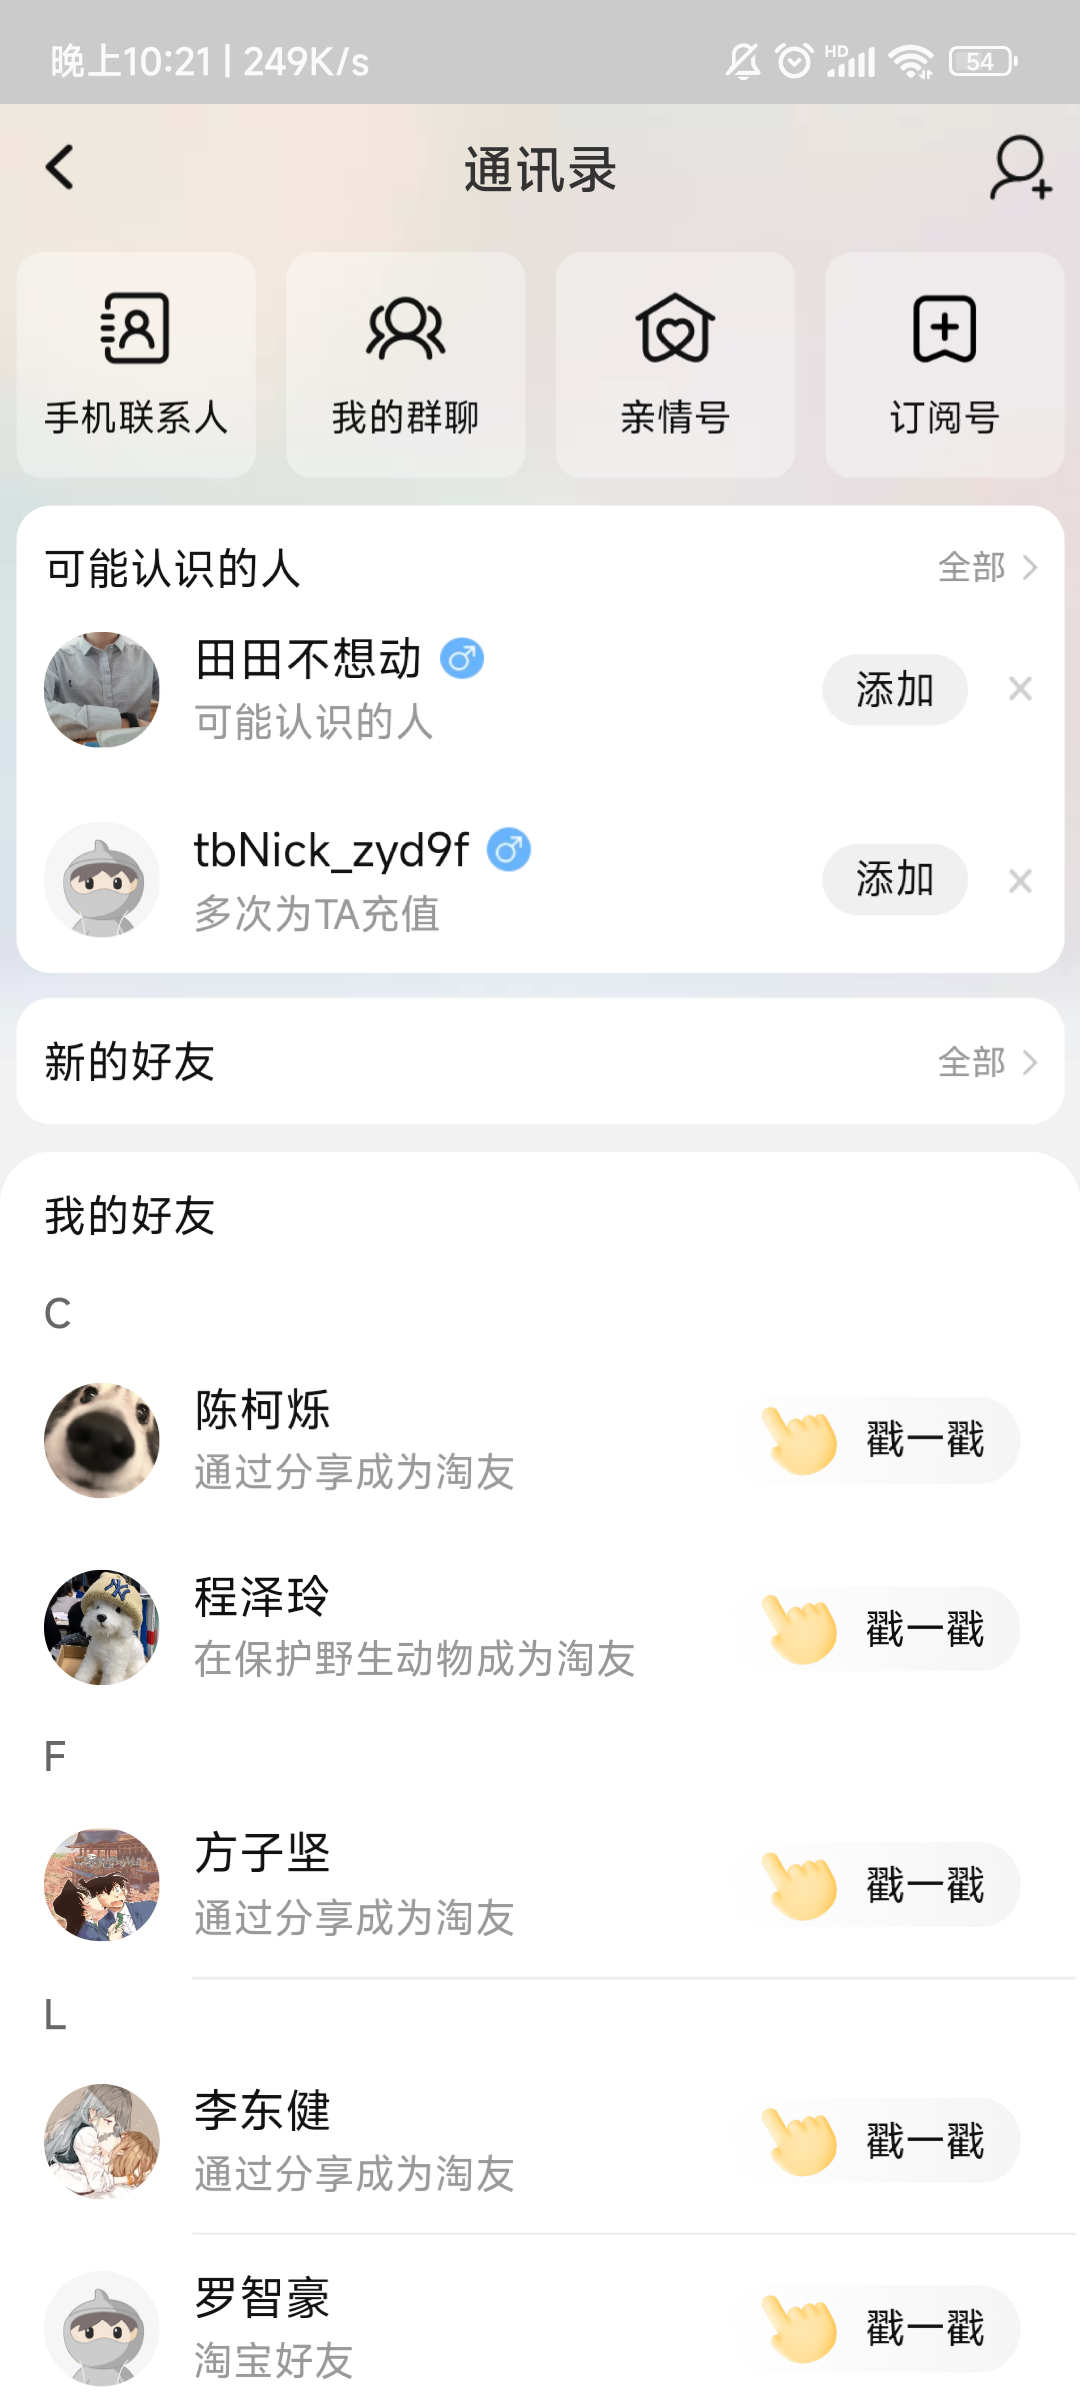 晚上10:21 | 249K/s
HD
54
通讯录
手机联系人
我的群聊
亲情号
订阅号
可能认识的人
全部
田田不想动
可能认识的人
添加
tbNick_zyd9f
多次为TA充值
添加
新的好友
全部
我的好友
C
陈柯烁
通过分享成为淘友
戳一戳
程泽玲
在保护野生动物成为淘友
戳一戳
F
方子坚
通过分享成为淘友
戳一戳
L
李东健
通过分享成为淘友
戳一戳
罗智豪
淘宝好友
戳一戳